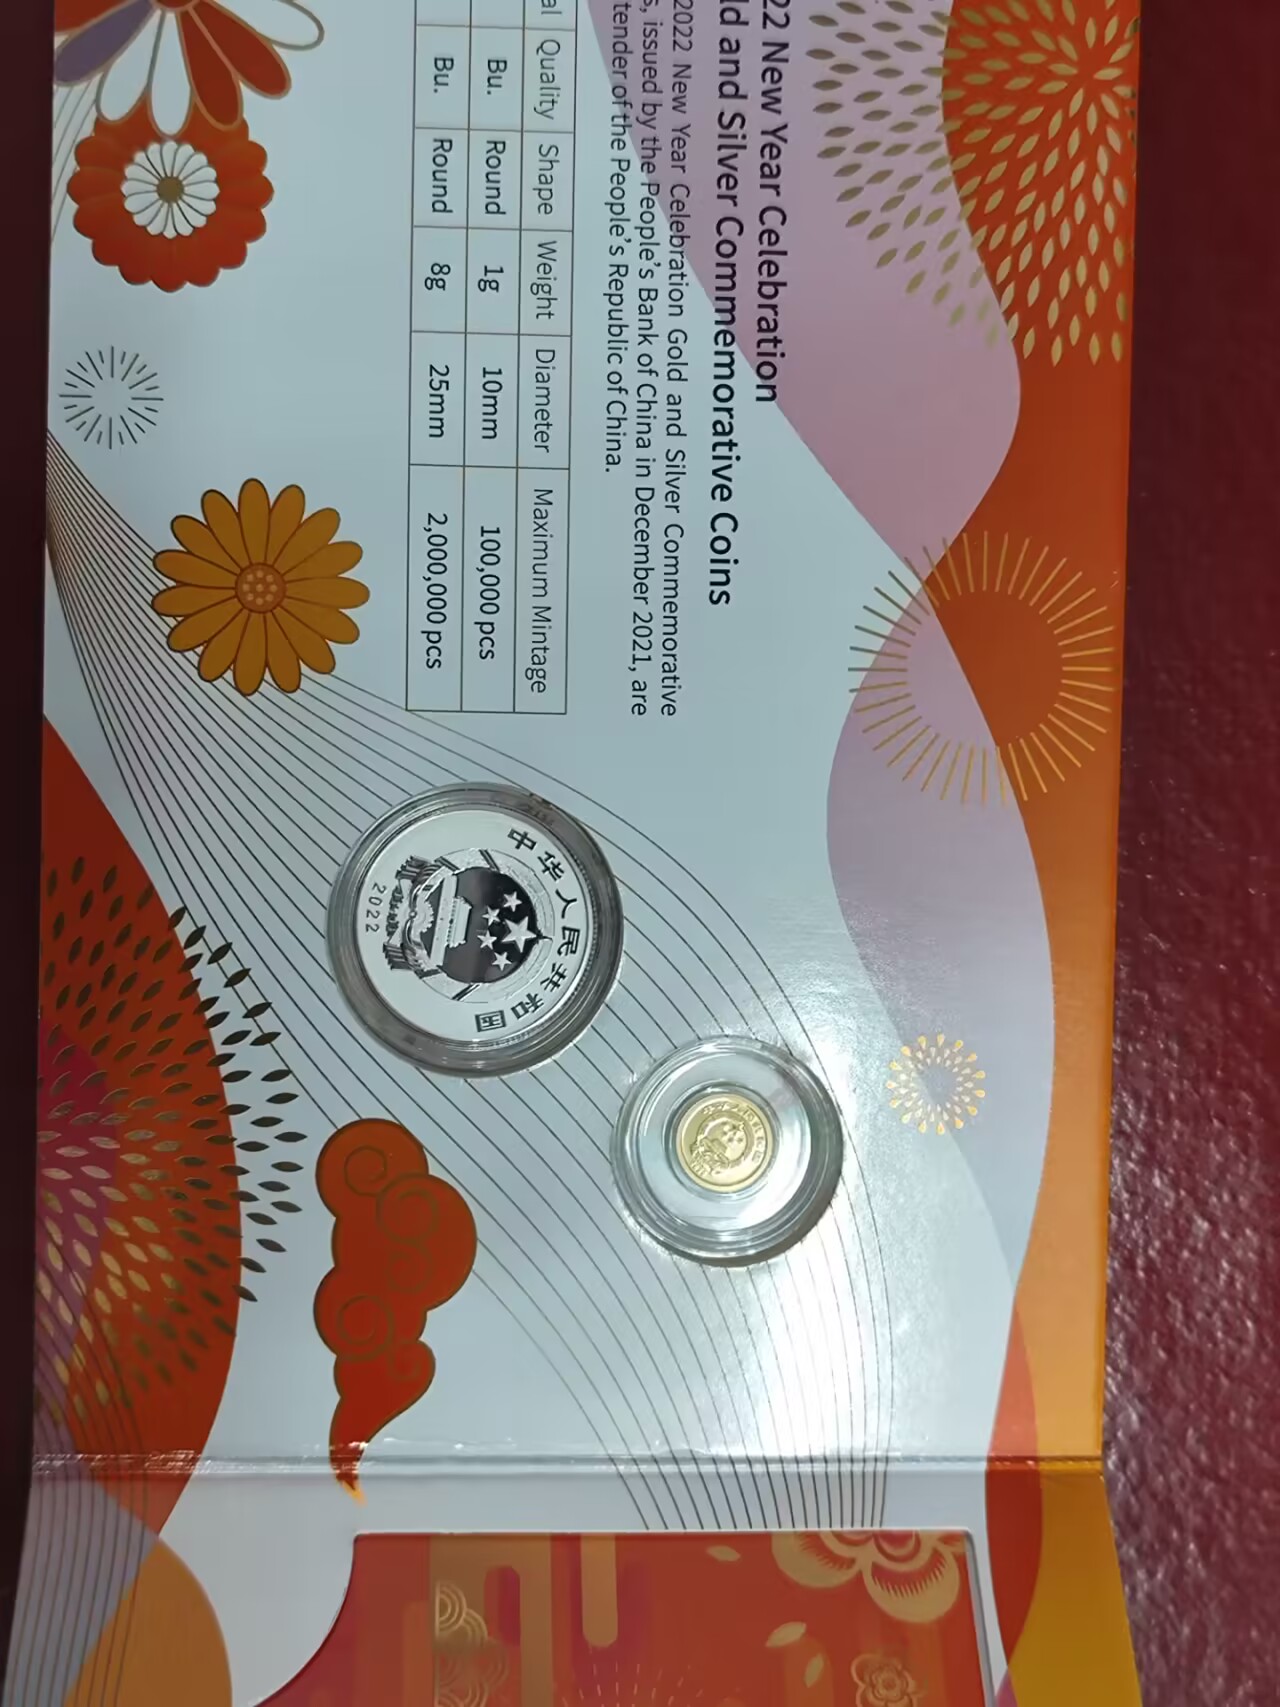 22 New Year Celebration
ld and Silver Commemorative Coins
2022 New Year Celebration Gold and Silver Commemorative
s, issued by the People's Bank of China in December 2021, are
tender of the People's Republic of China.
al Quality Shape Weight Diameter Maximum Mintage
Bu. Round 1g 10mm 100,000 pcs
Bu. Round 8g 25mm 2,000,000 pcs
中华人民共和国
2022